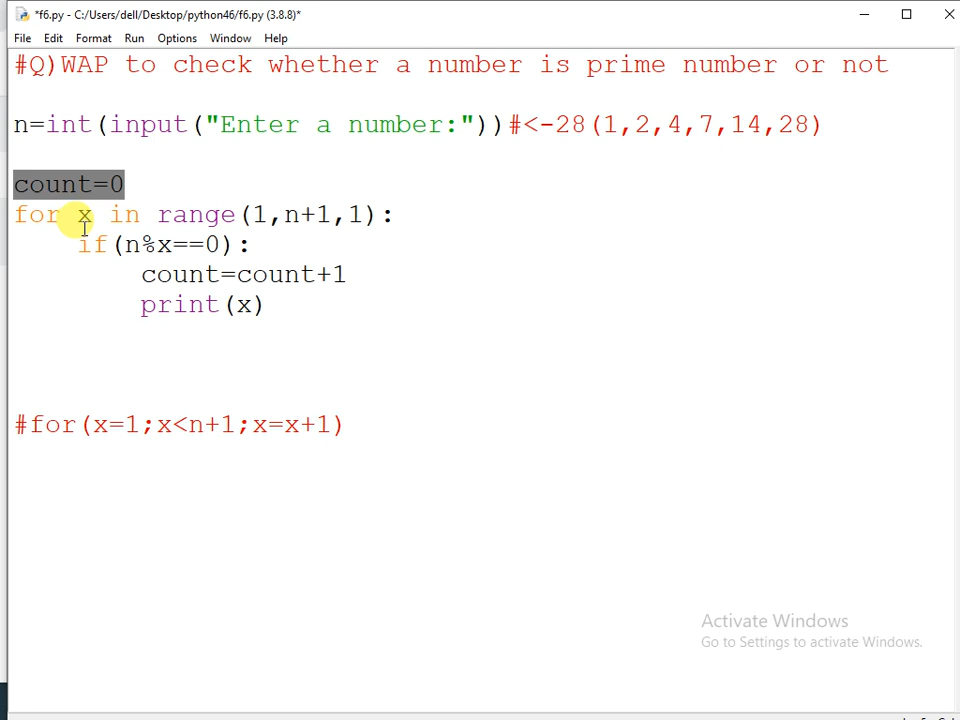 *f6.py - C:/Users/dell/Desktop/python46/f6.py (3.8.8)*
File Edit Format Run Options Window Help
#Q)WAP to check whether a number is prime number or not
n=int(input("Enter a number:"))#<-28(1,2,4,7,14,28)
count=0
for x in range(1,n+1,1):
if(n%x==0):
count=count+1
print(x)
#for(x=1;x<n+1;x=x+1)
Activate Windows
Go to Settings to activate Windows.